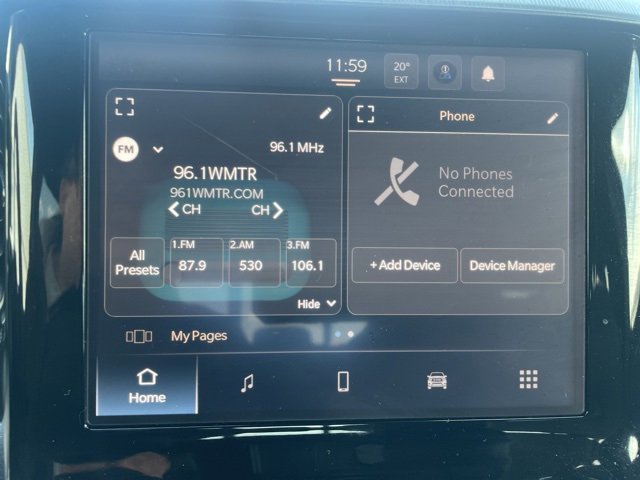 11:59
20°
EXT
FM
96.1 MHz
96.1WMTR
961WMTR.COM
CH CH
All
Presets
1.FM
87.9
2.AM
530
3.FM
106.1
Hide
Phone
No Phones
Connected
+ Add Device
Device Manager
My Pages
Home